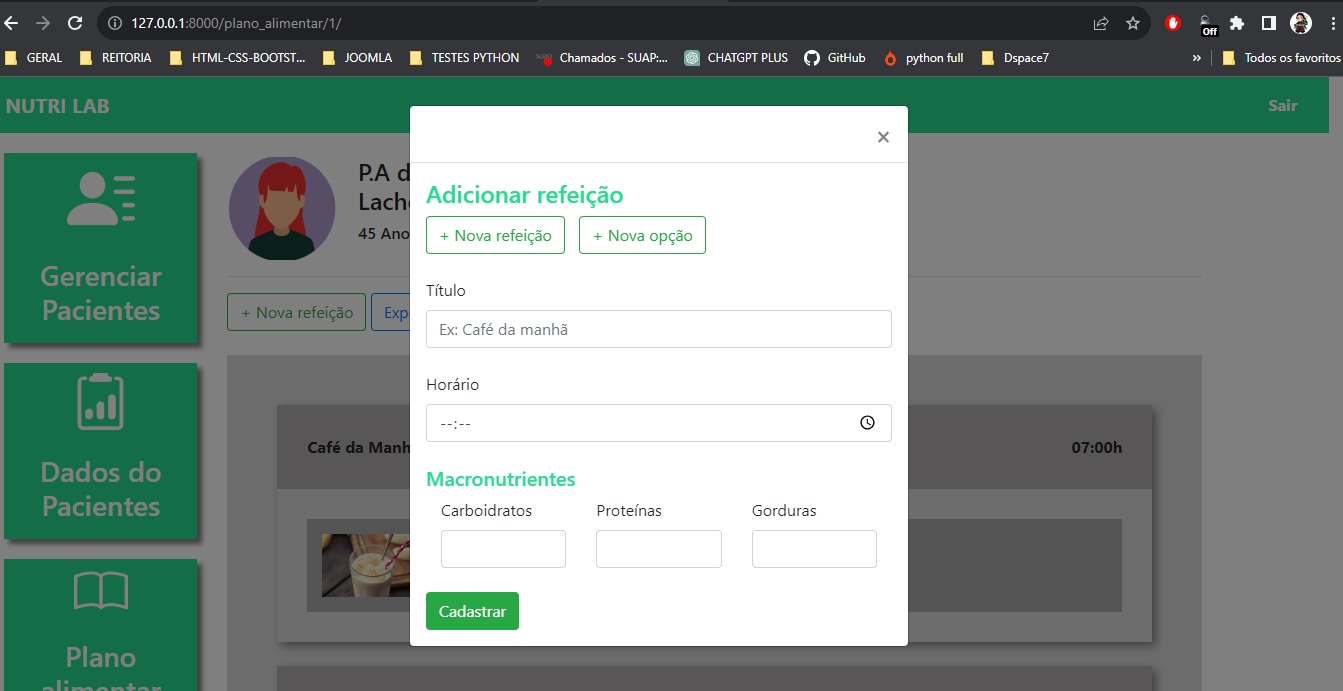 127.0.0.1:8000/plano_alimentar/1/
Off
GERAL
REITORIA
HTML-CSS-BOOTST...
JOOMLA
TESTES PYTHON
Chamados - SUAP:...
CHATGPT PLUS
GitHub
python full
Dspace7
»
Todos os favoritos
NUTRI LAB
Sair
Gerenciar
Pacientes
Dados do
Pacientes
Plano
alimentar
P.A d
Lach
45 Ano
+ Nova refeição
Exp
Café da Manh
07:00h
×
Adicionar refeição
+ Nova refeição
+ Nova opção
Título
Ex: Café da manhã
Horário
--:--
Macronutrientes
Carboidratos
Proteínas
Gorduras
Cadastrar